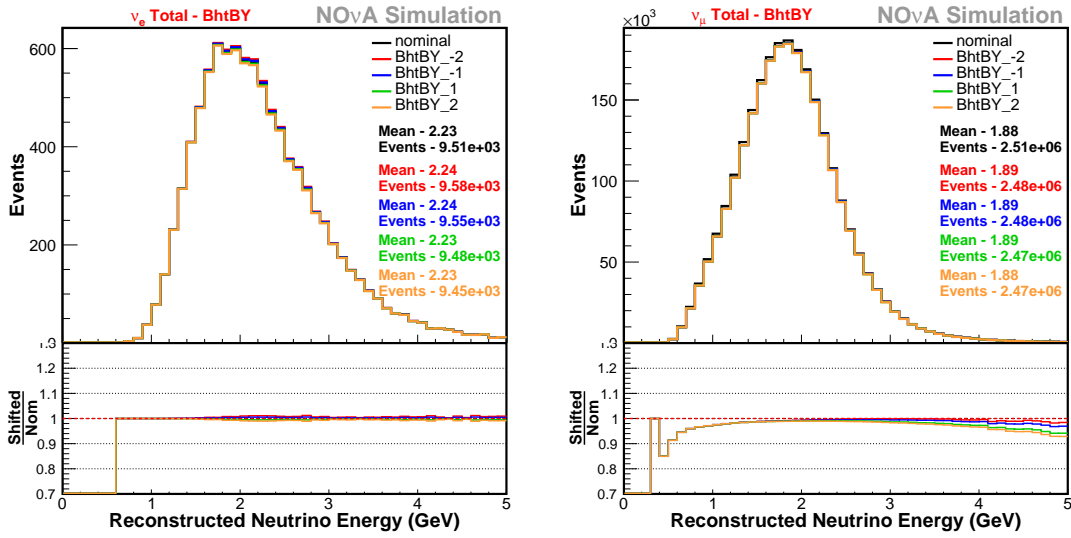 νe Total - BhtBY
NOνA Simulation
nominal
BhtBY_-2
BhtBY_-1
BhtBY_1
BhtBY_2
Mean - 2.23
Events - 9.51e+03
Mean - 2.24
Events - 9.58e+03
Mean - 2.24
Events - 9.55e+03
Mean - 2.23
Events - 9.48e+03
Mean - 2.23
Events - 9.45e+03
Events
600
400
200
1.3
1.2
1.1
1
0.9
0.8
0.7
Shifted
Nom
0 1 2 3 4 5
Reconstructed Neutrino Energy (GeV)
×10³
νμ Total - BhtBY
NOνA Simulation
nominal
BhtBY_-2
BhtBY_-1
BhtBY_1
BhtBY_2
Mean - 1.88
Events - 2.51e+06
Mean - 1.89
Events - 2.48e+06
Mean - 1.89
Events - 2.48e+06
Mean - 1.89
Events - 2.47e+06
Mean - 1.88
Events - 2.47e+06
Events
150
100
50
1.3
1.2
1.1
1
0.9
0.8
0.7
Shifted
Nom
0 1 2 3 4 5
Reconstructed Neutrino Energy (GeV)